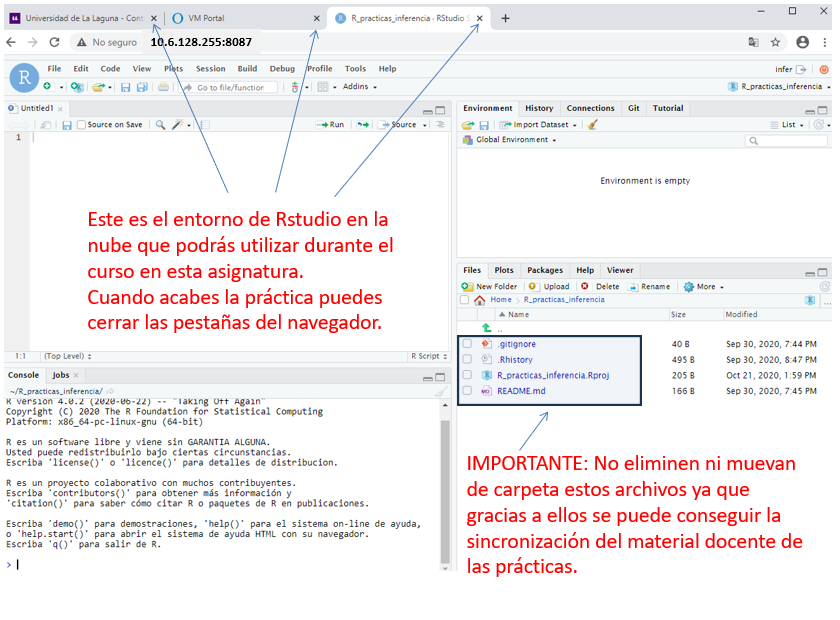 Universidad de La Laguna - Cont
VM Portal
R_practicas_inferencia - RStudio S
No seguro
10.6.128.255:8087
File Edit Code View Plots Session Build Debug Profile Tools Help
infer
Go to file/function
Addins
R_practicas_inferencia
Untitled1
Source on Save
Run
Source
1
1:1
(Top Level)
R Script
Environment History Connections Git Tutorial
Import Dataset
List
Global Environment
Environment is empty
Este es el entorno de Rstudio en la
nube que podrás utilizar durante el
curso en esta asignatura.
Cuando acabes la práctica puedes
cerrar las pestañas del navegador.
Files Plots Packages Help Viewer
New Folder Upload Delete Rename More
Home R_practicas_inferencia
Name Size Modified
..
.gitignore 40 B Sep 30, 2020, 7:44 PM
.Rhistory 495 B Sep 30, 2020, 8:47 PM
R_practicas_inferencia.Rproj 205 B Oct 21, 2020, 1:59 PM
README.md 166 B Sep 30, 2020, 7:45 PM
Console Jobs
~/R_practicas_inferencia/
R version 4.0.2 (2020-06-22) -- "Taking Off Again"
Copyright (C) 2020 The R Foundation for Statistical Computing
Platform: x86_64-pc-linux-gnu (64-bit)
R es un software libre y viene sin GARANTIA ALGUNA.
Usted puede redistribuirlo bajo ciertas circunstancias.
Escriba 'license()' o 'licence()' para detalles de distribucion.
R es un proyecto colaborativo con muchos contribuyentes.
Escriba 'contributors()' para obtener más información y
'citation()' para saber cómo citar R o paquetes de R en publicaciones.
Escriba 'demo()' para demostraciones, 'help()' para el sistema on-line de ayuda,
o 'help.start()' para abrir el sistema de ayuda HTML con su navegador.
Escriba 'q()' para salir de R.
>
IMPORTANTE: No eliminen ni muevan
de carpeta estos archivos ya que
gracias a ellos se puede conseguir la
sincronización del material docente de
las prácticas.